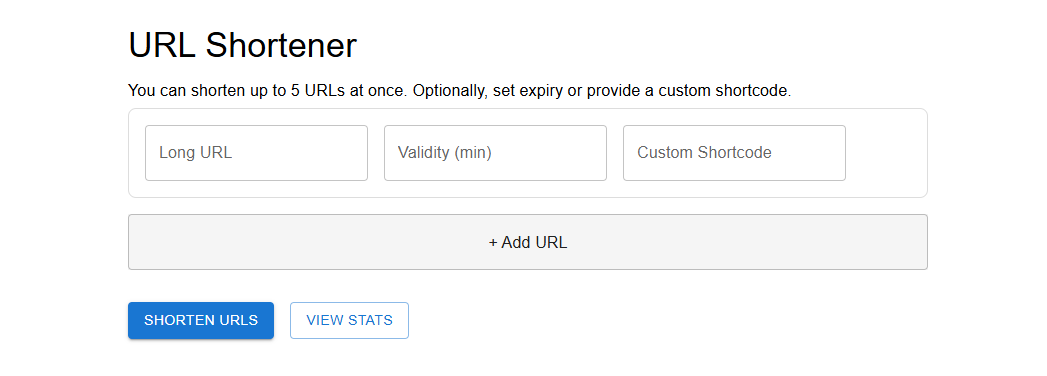 URL Shortener
You can shorten up to 5 URLs at once. Optionally, set expiry or provide a custom shortcode.
Long URL Validity (min) Custom Shortcode
+ Add URL
SHORTEN URLS VIEW STATS